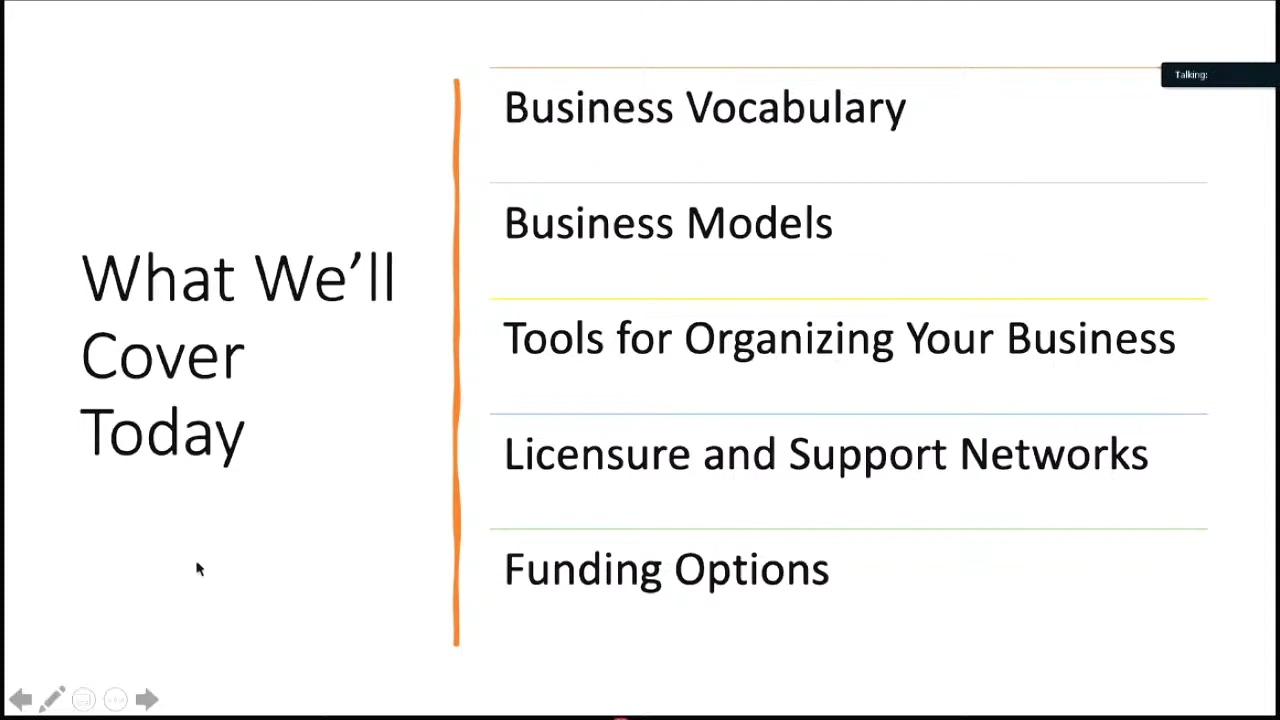 What We’ll
Cover
Today
Talking:
Business Vocabulary
Business Models
Tools for Organizing Your Business
Licensure and Support Networks
Funding Options